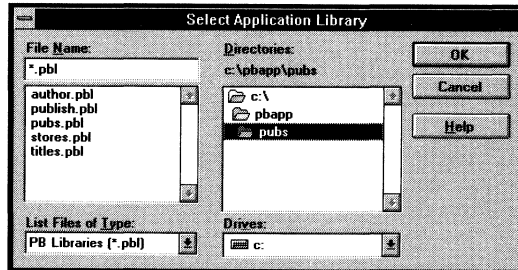 Select Application Library
File Name:
*.pbl
author.pbl
publish.pbl
pubs.pbl
stores.pbl
titles.pbl
List Files of Type:
PB Libraries (*.pbl)
Directories:
c:\pbapp\pubs
c:\
pbapp
pubs
Drives:
c:
OK
Cancel
Help